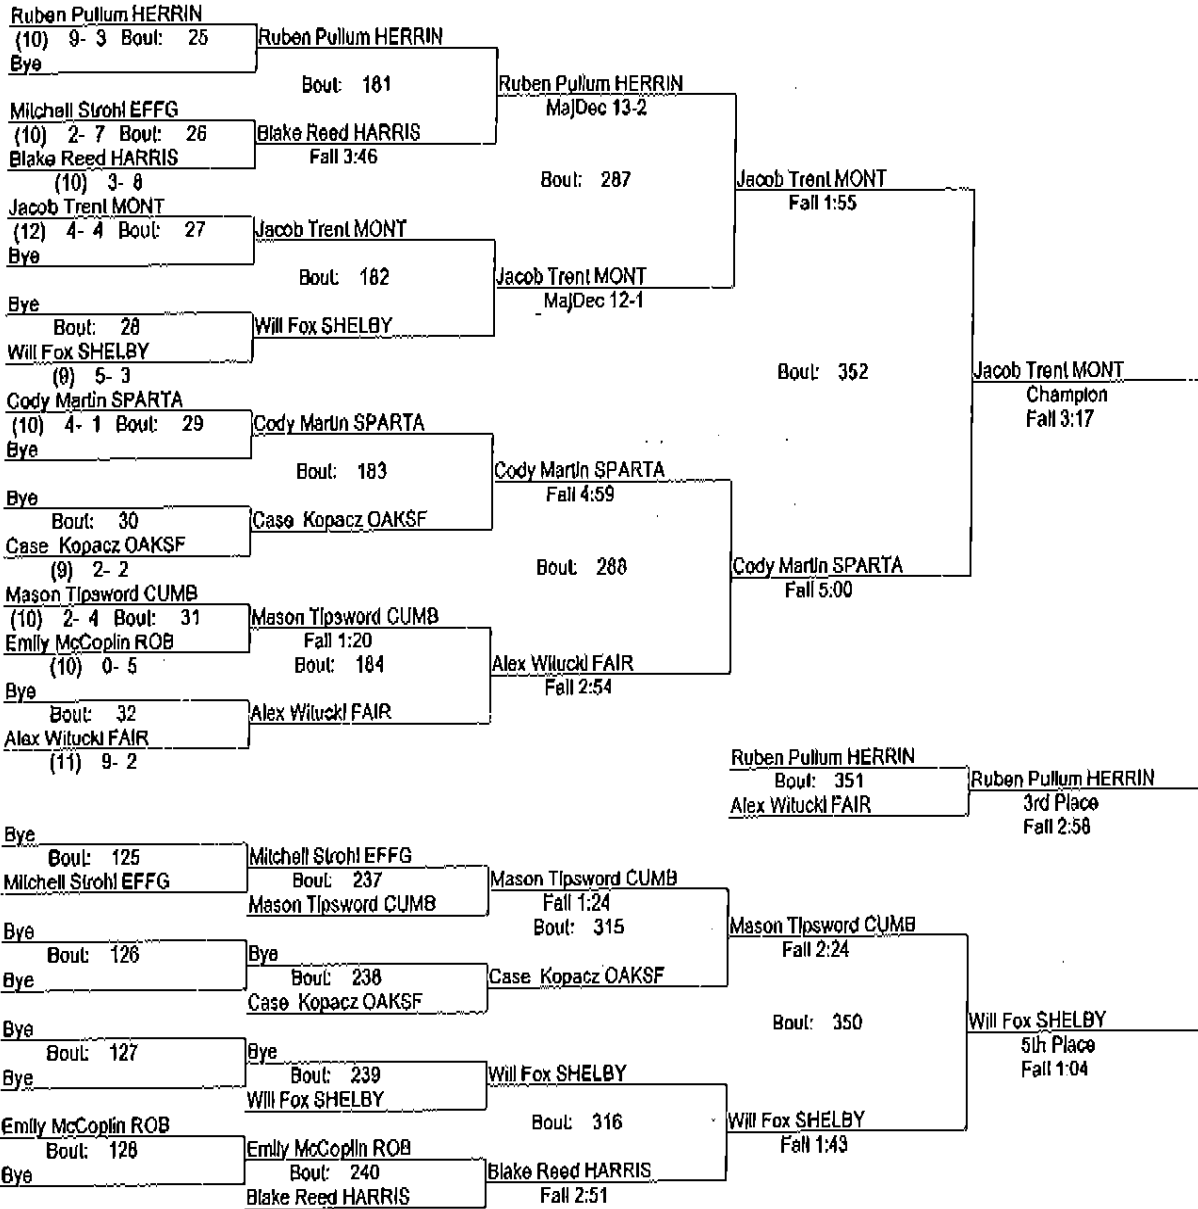 Ruben Pullum HERRIN
(10) 9- 3 Bout: 25
Bye
Ruben Pullum HERRIN
Bout: 181
Mitchell Strohl EFFG
(10) 2- 7 Bout: 26
Blake Reed HARRIS
(10) 3- 8
Blake Reed HARRIS
Fall 3:46
Ruben Pullum HERRIN
MajDec 13-2
Bout: 287
Jacob Trent MONT
(12) 4- 4 Bout: 27
Bye
Jacob Trent MONT
Bout: 182
Bye
Bout: 28
Will Fox SHELBY
(9) 5- 3
Will Fox SHELBY
Jacob Trent MONT
MajDec 12-1
Jacob Trent MONT
Fall 1:55
Bout: 352
Jacob Trent MONT
Champion
Fall 3:17
Cody Martin SPARTA
(10) 4- 1 Bout: 29
Bye
Cody Martin SPARTA
Bout: 183
Bye
Bout: 30
Case Kopacz OAKSF
(9) 2- 2
Case Kopacz OAKSF
Cody Martin SPARTA
Fall 4:59
Bout: 288
Mason Tipsword CUMB
(10) 2- 4 Bout: 31
Emily McCoplin ROB
(10) 0- 5
Mason Tipsword CUMB
Fall 1:20
Bout: 184
Bye
Bout: 32
Alex Witucki FAIR
(11) 9- 2
Alex Witucki FAIR
Alex Witucki FAIR
Fall 2:54
Cody Martin SPARTA
Fall 5:00
Ruben Pullum HERRIN
Bout: 351
Alex Witucki FAIR
Ruben Pullum HERRIN
3rd Place
Fall 2:58
Bye
Bout: 125
Mitchell Strohl EFFG
Mitchell Strohl EFFG
Bout: 237
Mason Tipsword CUMB
Mason Tipsword CUMB
Fall 1:24
Bout: 315
Bye
Bout: 126
Bye
Bye
Bout: 238
Case Kopacz OAKSF
Case Kopacz OAKSF
Mason Tipsword CUMB
Fall 2:24
Bout: 350
Bye
Bout: 127
Bye
Bye
Bout: 239
Will Fox SHELBY
Will Fox SHELBY
Bout: 316
Emily McCoplin ROB
Bout: 128
Bye
Emily McCoplin ROB
Bout: 240
Blake Reed HARRIS
Blake Reed HARRIS
Fall 2:51
Will Fox SHELBY
Fall 1:43
Will Fox SHELBY
5th Place
Fall 1:04